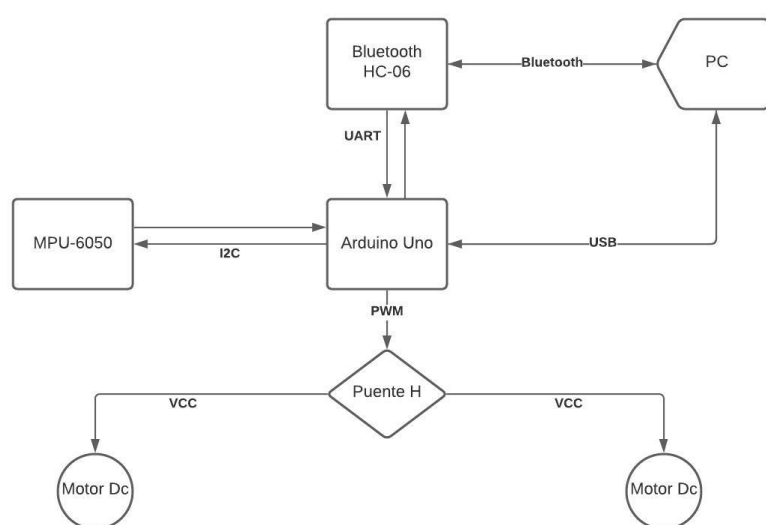 Bluetooth
HC-06
Bluetooth
PC
UART
MPU-6050
Arduino Uno
I2C
USB
PWM
Puente H
VCC
VCC
Motor Dc
Motor Dc